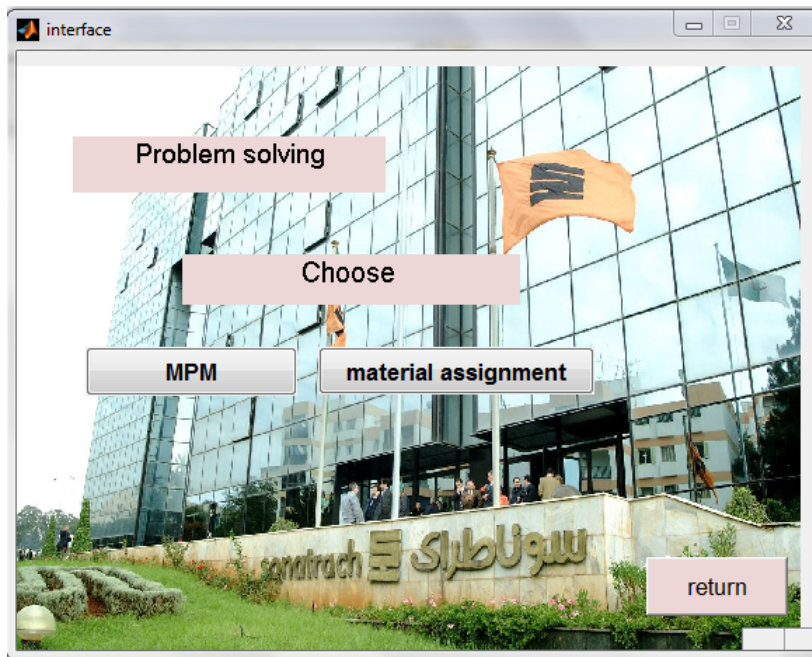 interface
Problem solving
Choose
MPM
material assignment
sonatrach سوناطراك
return